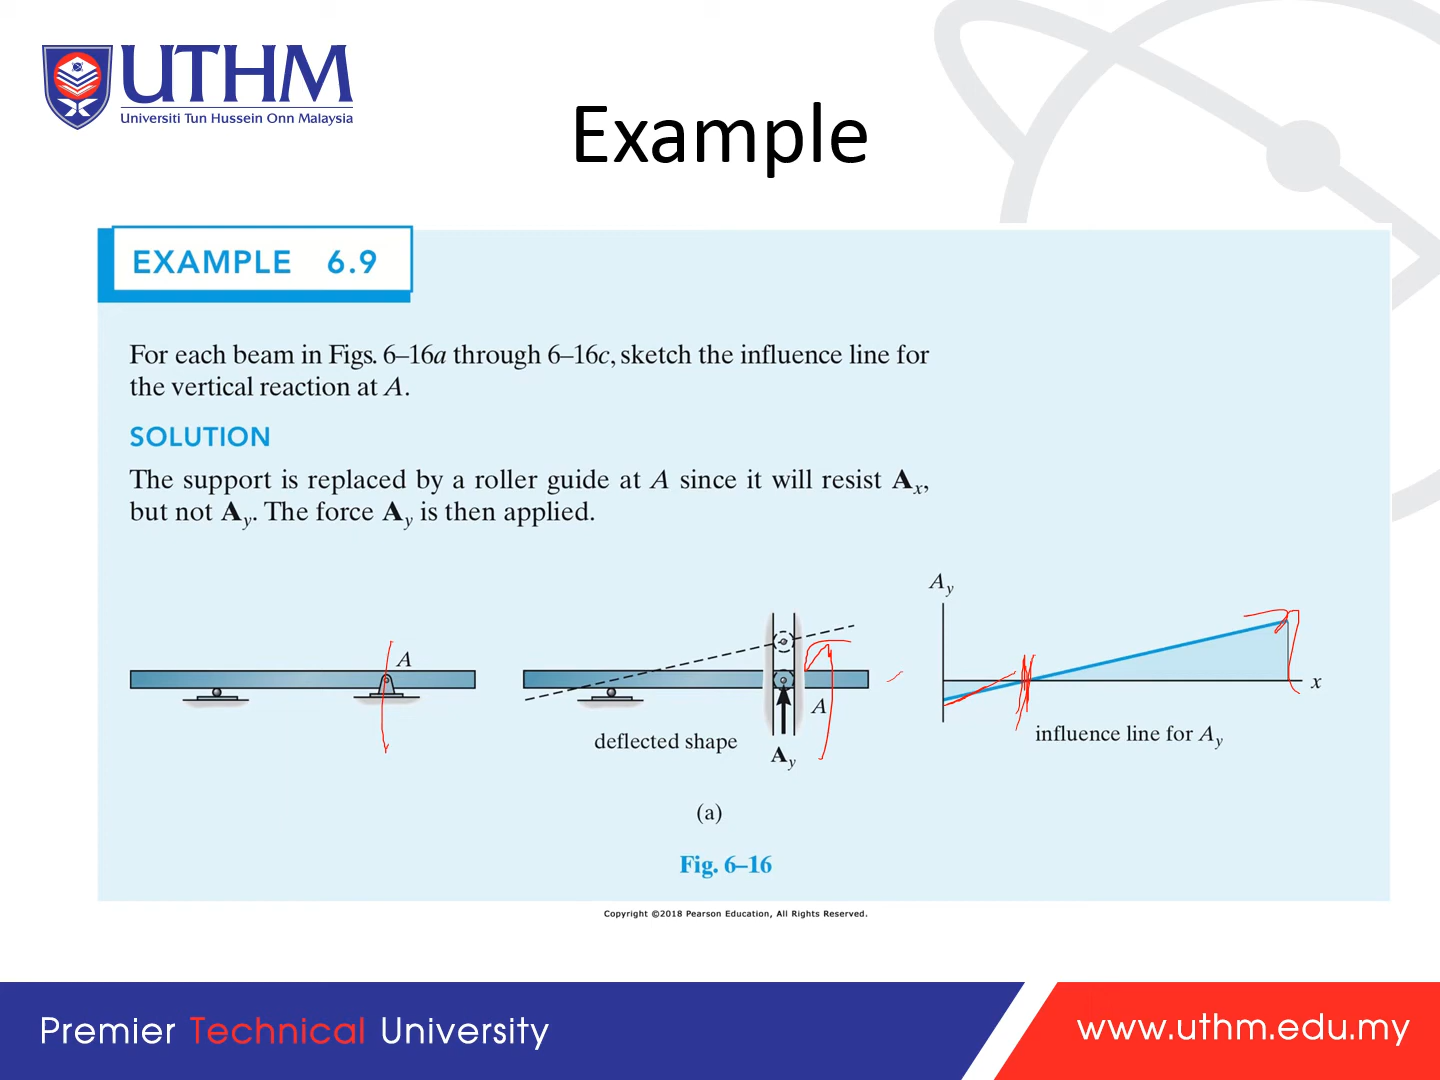 UTHM
Universiti Tun Hussein Onn Malaysia
Example
EXAMPLE 6.9
For each beam in Figs. 6–16a through 6–16c, sketch the influence line for
the vertical reaction at A.
SOLUTION
The support is replaced by a roller guide at A since it will resist Ax,
but not Ay. The force Ay is then applied.
A
A
deflected shape
Ay
Ay
x
influence line for Ay
(a)
Fig. 6–16
Copyright ©2018 Pearson Education, All Rights Reserved.
Premier Technical University
www.uthm.edu.my